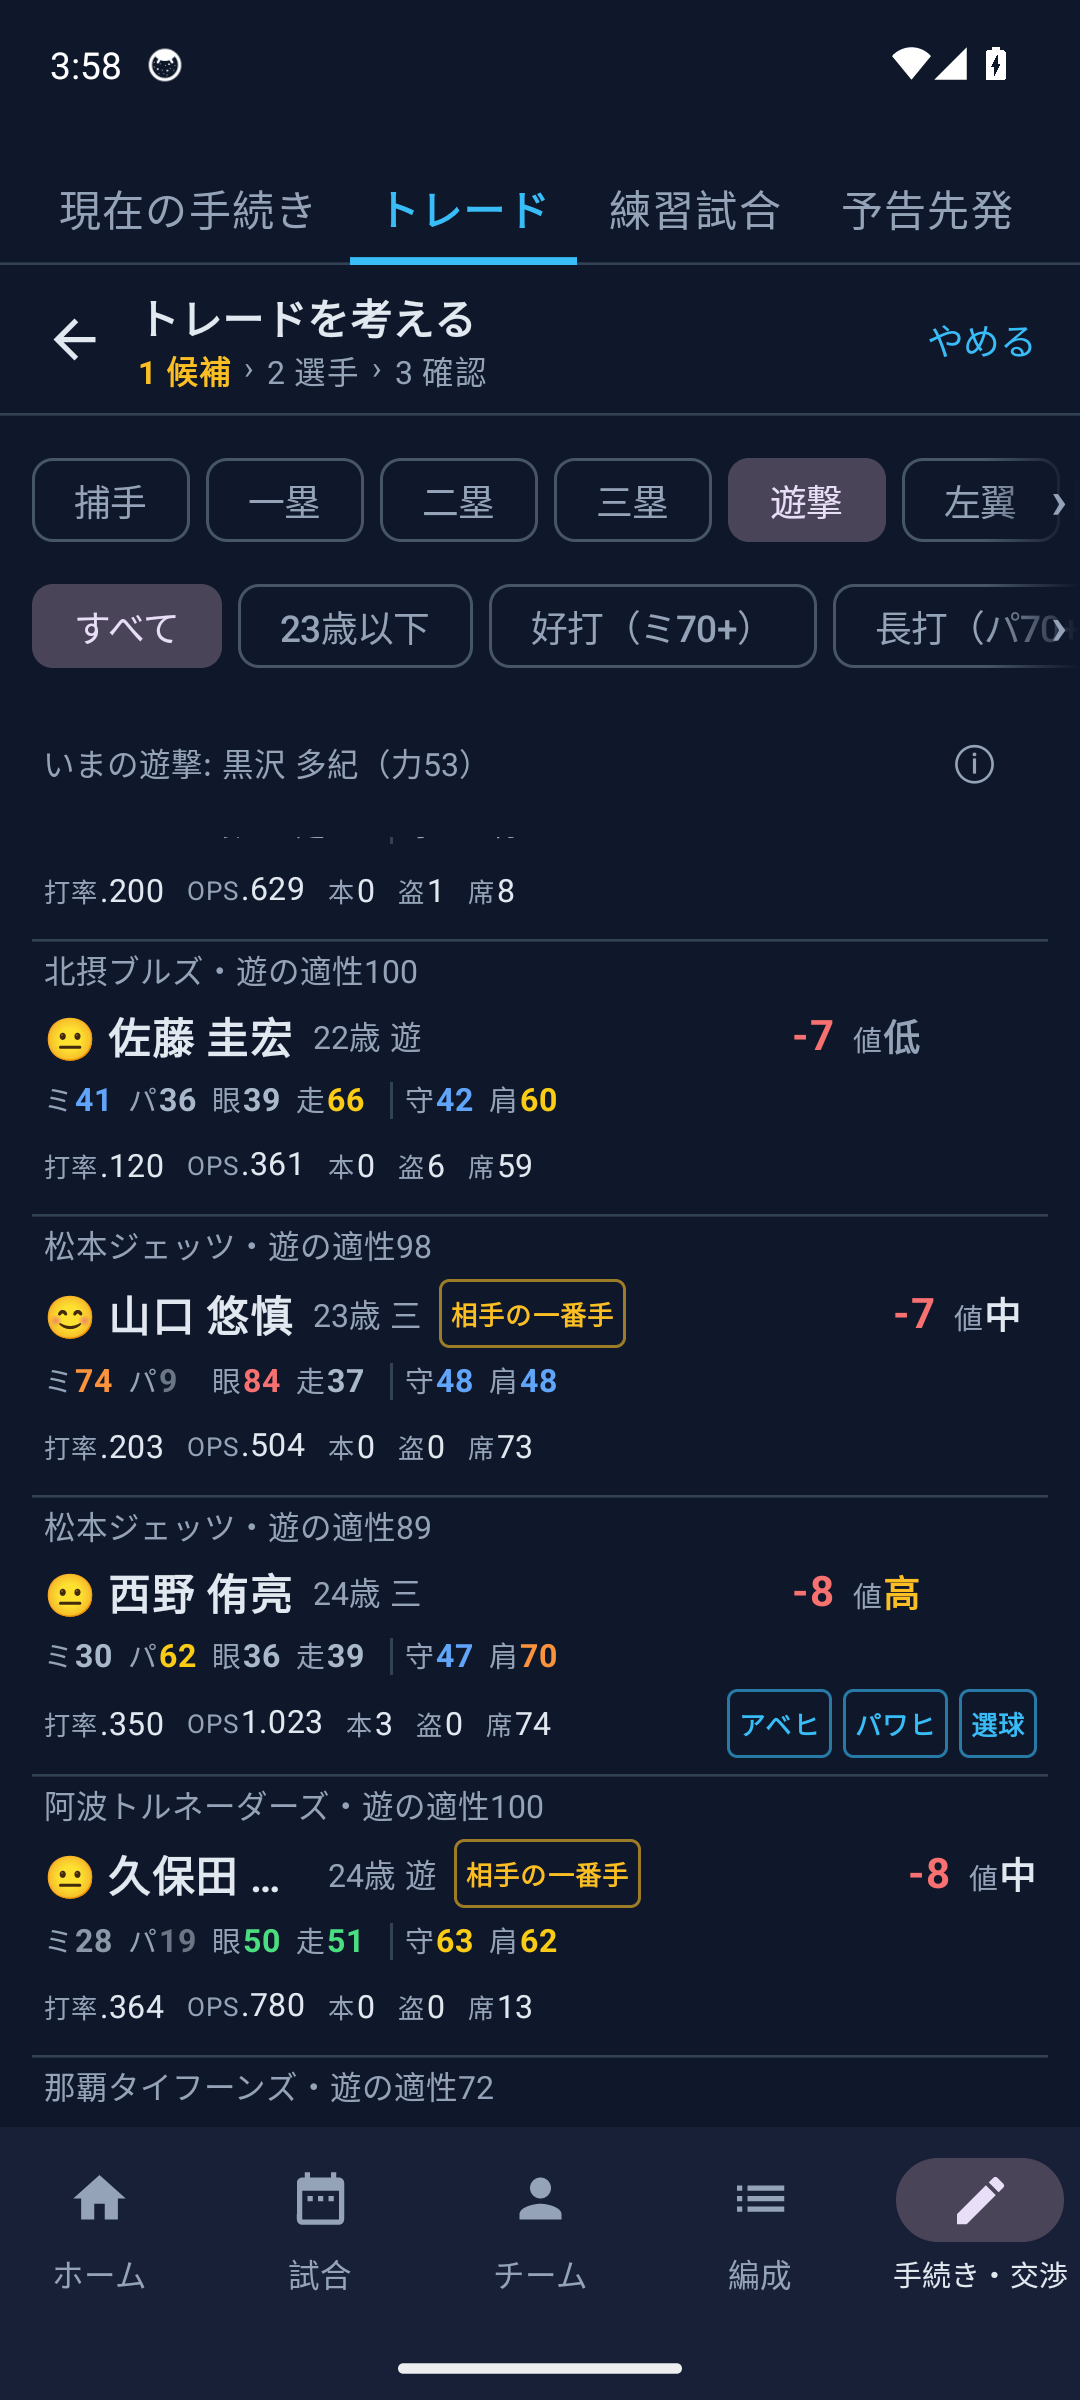 3:58
現在の手続き トレード 練習試合 予告先発
トレードを考える
1 候補 › 2 選手 › 3 確認
やめる
捕手 一塁 二塁 三塁 遊撃 左翼 ›
すべて 23歳以下 好打（ミ70+） 長打（パ70+ ›
いまの遊撃: 黒沢 多紀（力53）
打率.200 OPS.629 本0 盗1 席8
北摂ブルズ・遊の適性100
佐藤 圭宏 22歳 遊 -7 値低
ミ41 パ36 眼39 走66 守42 肩60
打率.120 OPS.361 本0 盗6 席59
松本ジェッツ・遊の適性98
山口 悠慎 23歳 三 相手の一番手 -7 値中
ミ74 パ9 眼84 走37 守48 肩48
打率.203 OPS.504 本0 盗0 席73
松本ジェッツ・遊の適性89
西野 侑亮 24歳 三 -8 値高
ミ30 パ62 眼36 走39 守47 肩70
打率.350 OPS1.023 本3 盗0 席74 アベヒ パワヒ 選球
阿波トルネーダーズ・遊の適性100
久保田 … 24歳 遊 相手の一番手 -8 値中
ミ28 パ19 眼50 走51 守63 肩62
打率.364 OPS.780 本0 盗0 席13
那覇タイフーンズ・遊の適性72
ホーム 試合 チーム 編成 手続き・交渉